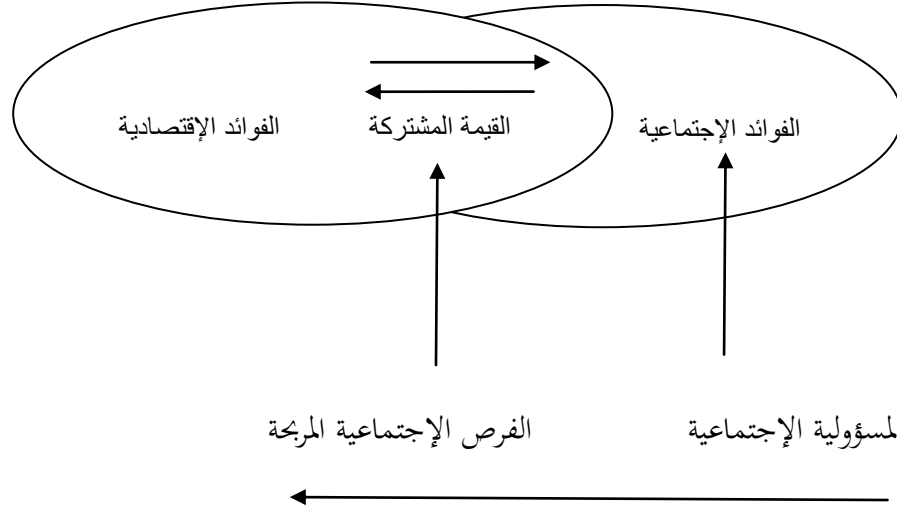 الفوائد الإجتماعية
القيمة المشتركة
الفوائد الإقتصادية
لمسؤولية الإجتماعية
الفرص الإجتماعية المربحة